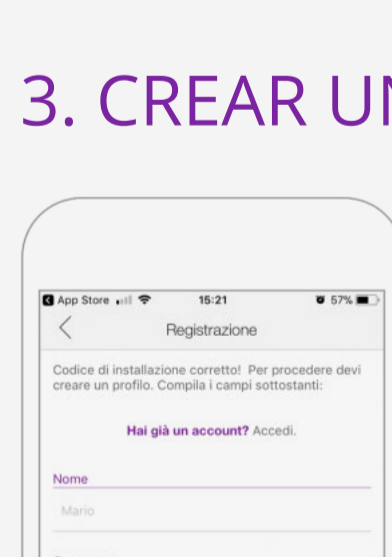 3. CREAR UN
App Store 15:21 57%
Registrazione
Codice di installazione corretto! Per procedere devi
creare un profilo. Compila i campi sottostanti:
Hai già un account? Accedi.
Nome
Mario